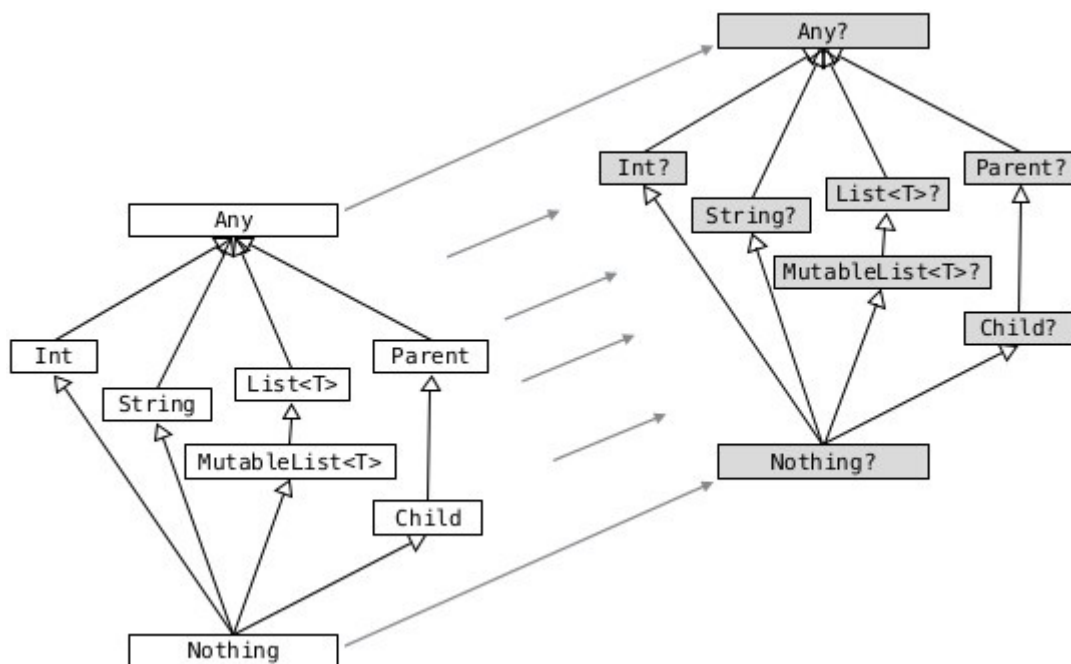 Any?
Int?
Parent?
List<T>?
String?
MutableList<T>?
Child?
Nothing?
Any
Int
Parent
List<T>
String
MutableList<T>
Child
Nothing